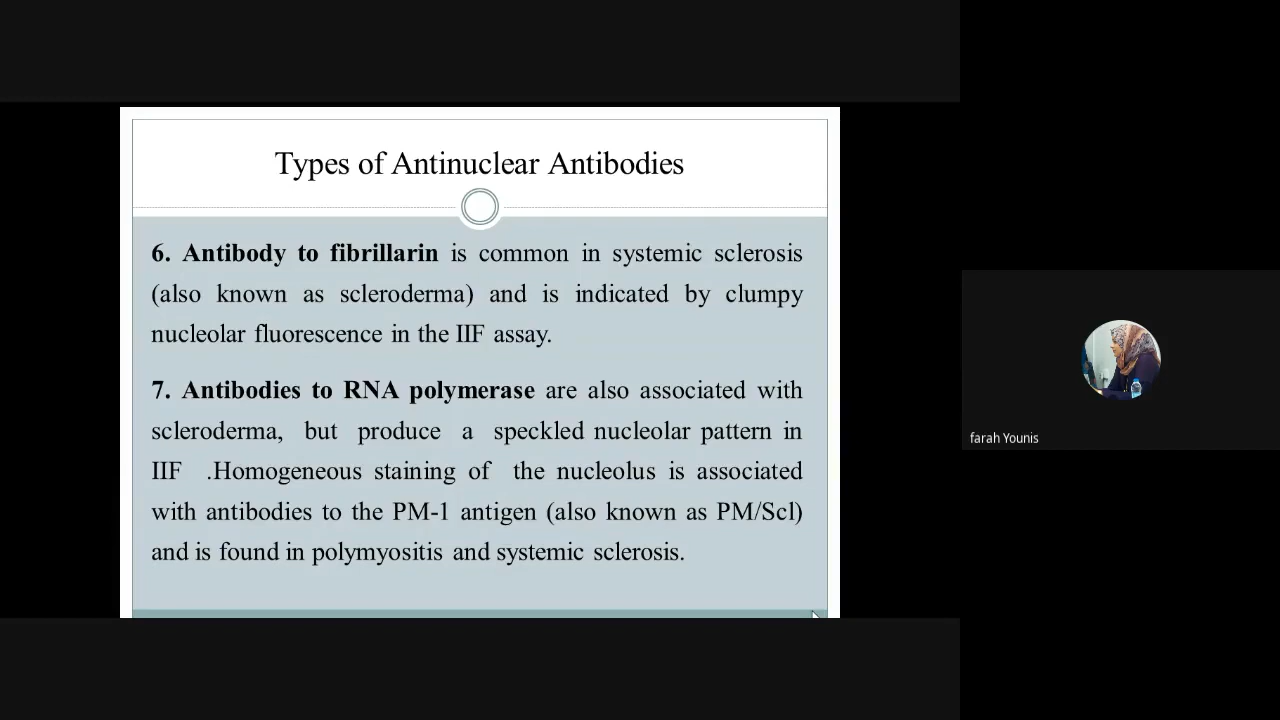 Types of Antinuclear Antibodies
6. Antibody to fibrillarin is common in systemic sclerosis
(also known as scleroderma) and is indicated by clumpy
nucleolar fluorescence in the IIF assay.
7. Antibodies to RNA polymerase are also associated with
scleroderma, but produce a speckled nucleolar pattern in
IIF .Homogeneous staining of the nucleolus is associated
with antibodies to the PM-1 antigen (also known as PM/Scl)
and is found in polymyositis and systemic sclerosis.
farah Younis